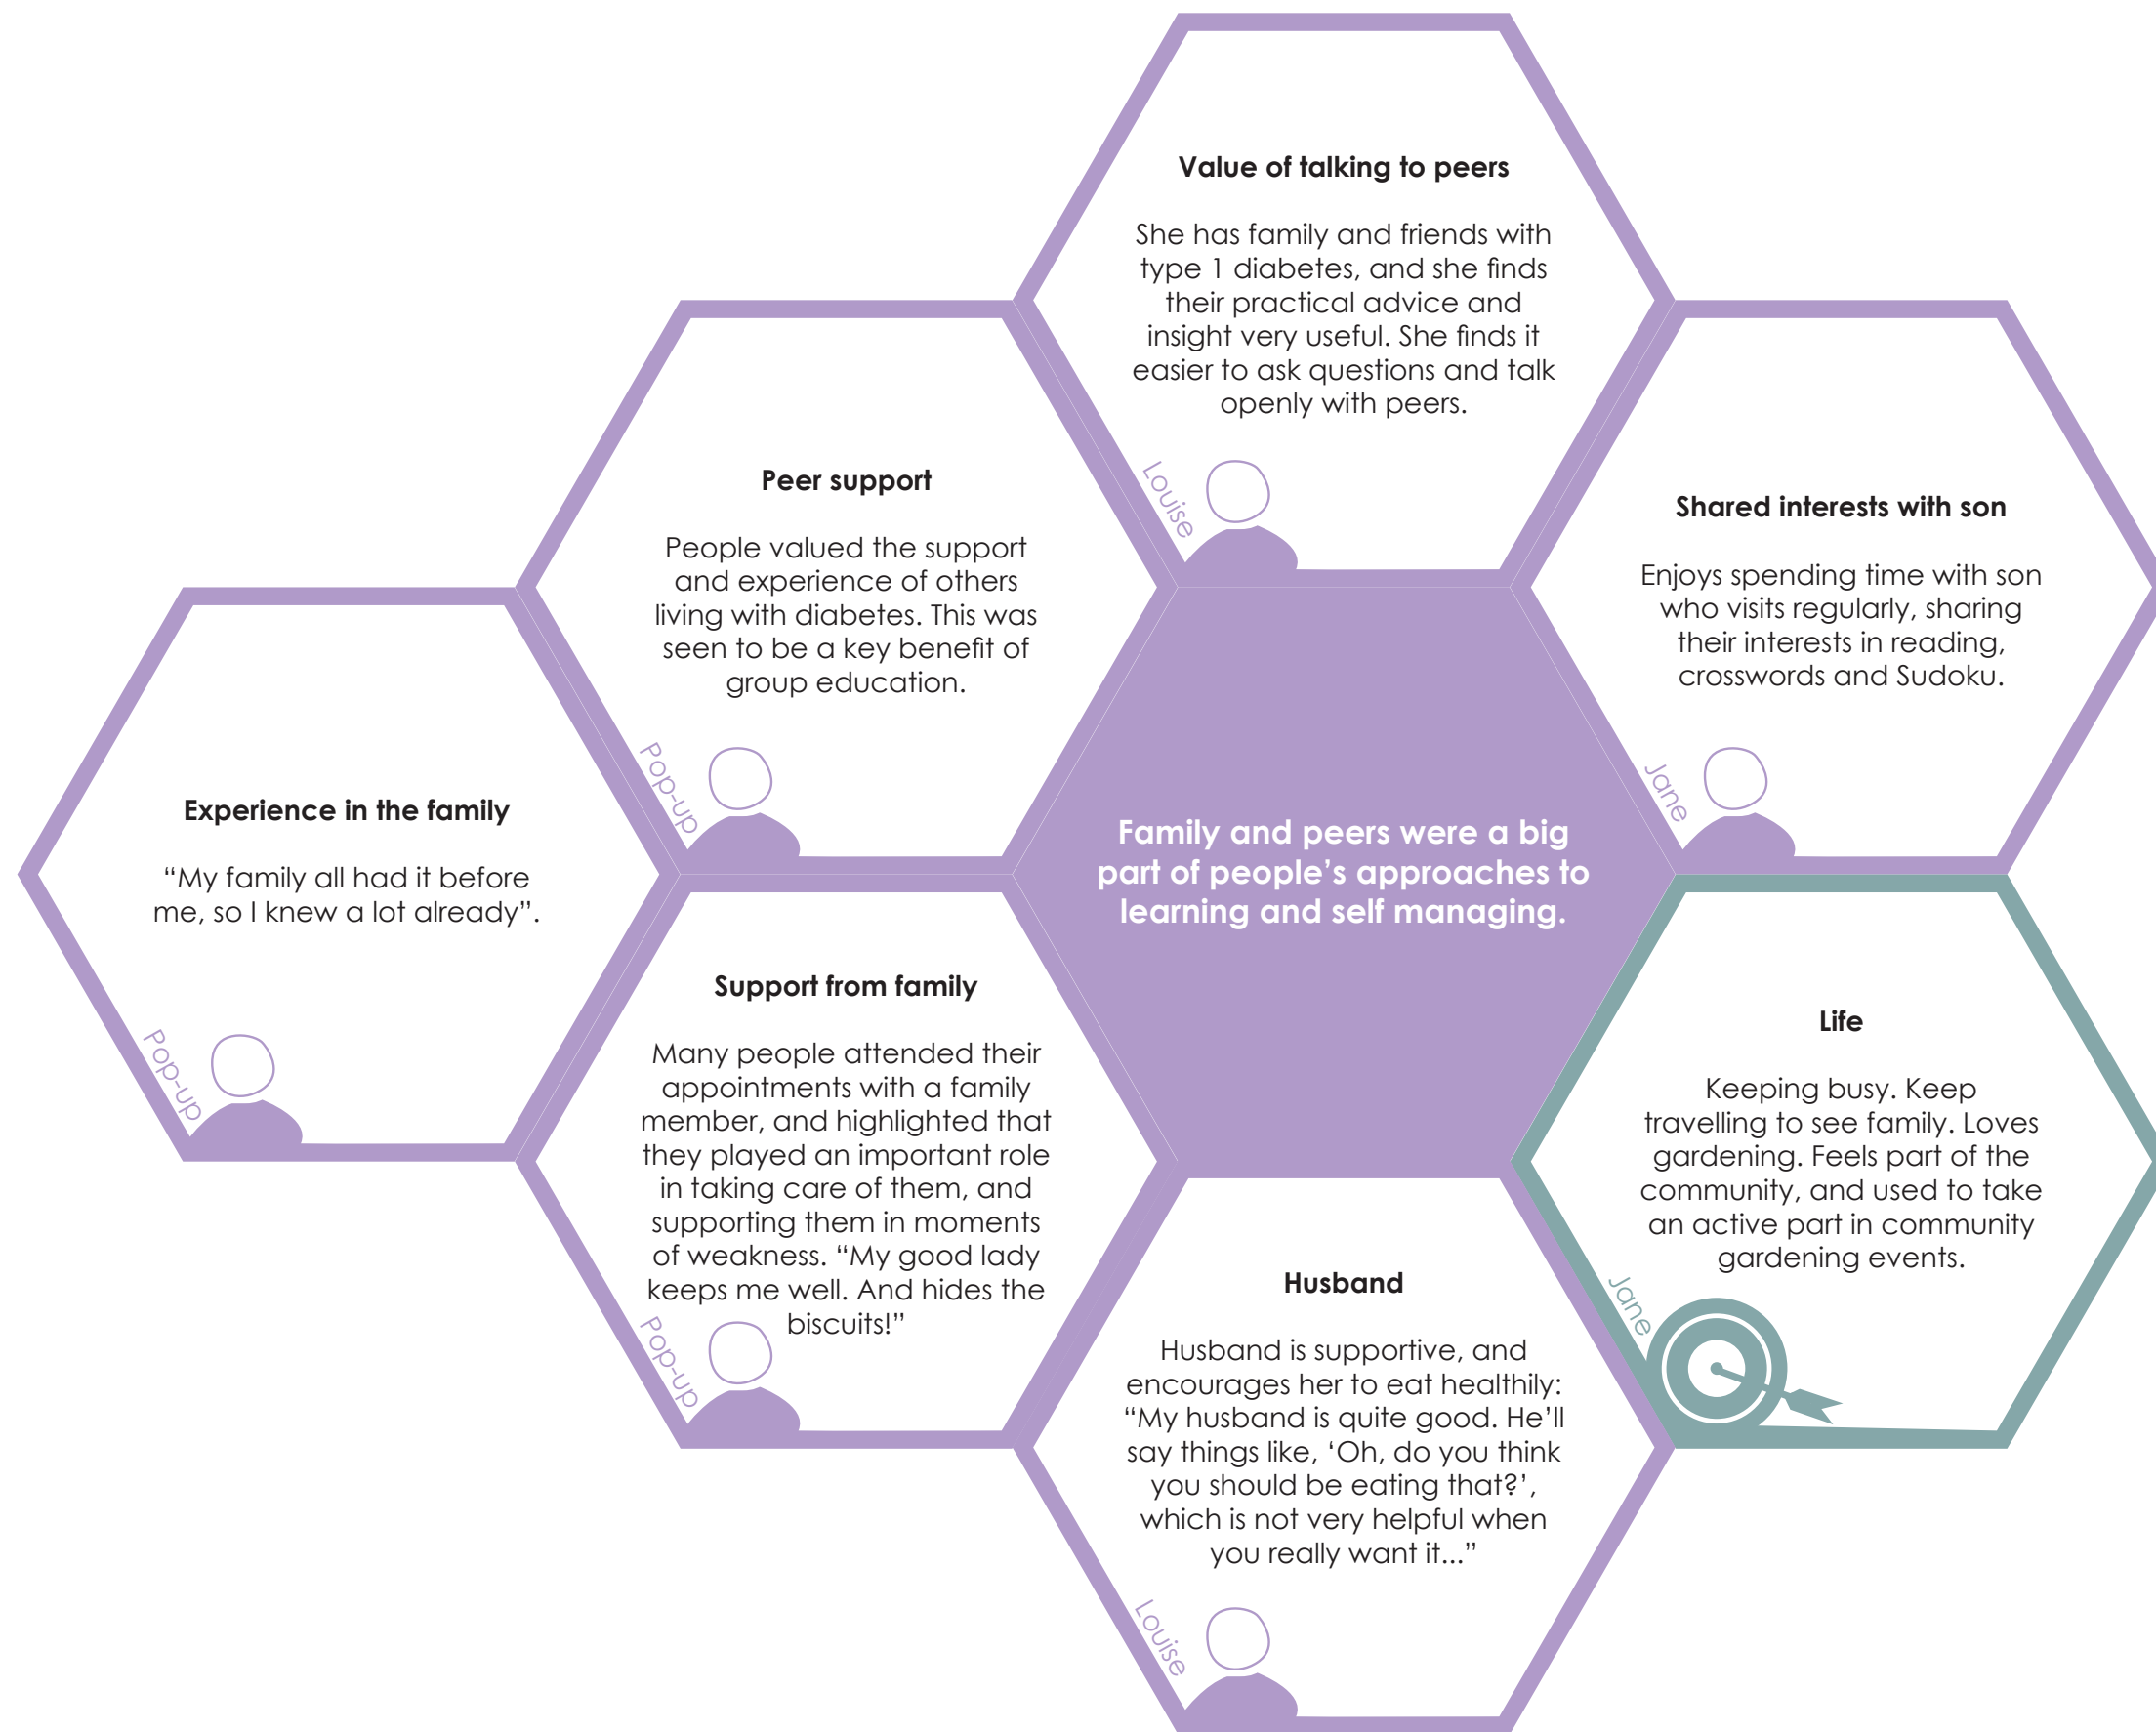 Value of talking to peers
She has family and friends with
type 1 diabetes, and she finds
their practical advice and
insight very useful. She finds it
easier to ask questions and talk
openly with peers.
Louise
Peer support
People valued the support
and experience of others
living with diabetes. This was
seen to be a key benefit of
group education.
Pop-up
Shared interests with son
Enjoys spending time with son
who visits regularly, sharing
their interests in reading,
crosswords and Sudoku.
Jane
Experience in the family
“My family all had it before
me, so I knew a lot already”.
Pop-up
Family and peers were a big
part of people’s approaches to
learning and self managing.
Support from family
Many people attended their
appointments with a family
member, and highlighted that
they played an important role
in taking care of them, and
supporting them in moments
of weakness. “My good lady
keeps me well. And hides the
biscuits!”
Pop-up
Life
Keeping busy. Keep
travelling to see family. Loves
gardening. Feels part of the
community, and used to take
an active part in community
gardening events.
Jane
Husband
Husband is supportive, and
encourages her to eat healthily:
“My husband is quite good. He’ll
say things like, ‘Oh, do you think
you should be eating that?’,
which is not very helpful when
you really want it...”
Louise